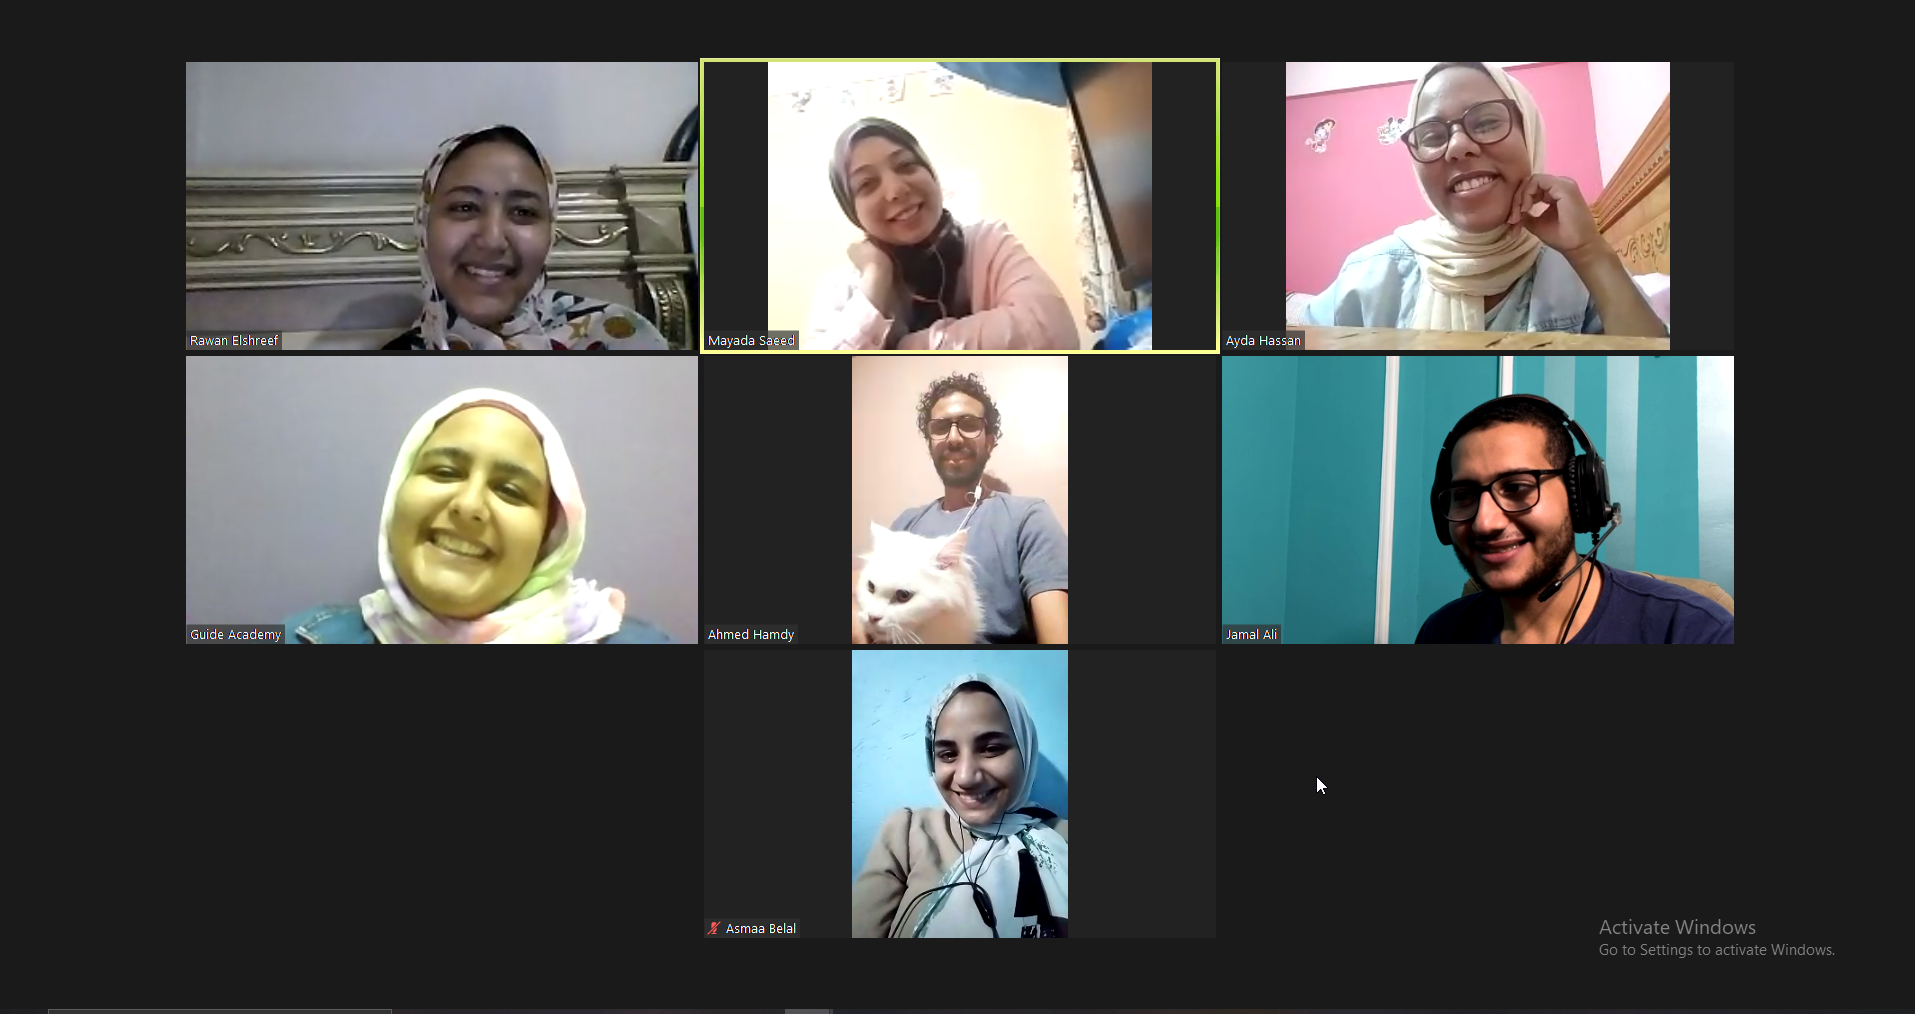 Rawan Elshreef
Mayada Saeed
Ayda Hassan
Guide Academy
Ahmed Hamdy
Jamal Ali
Asmaa Belal
Activate Windows
Go to Settings to activate Windows.